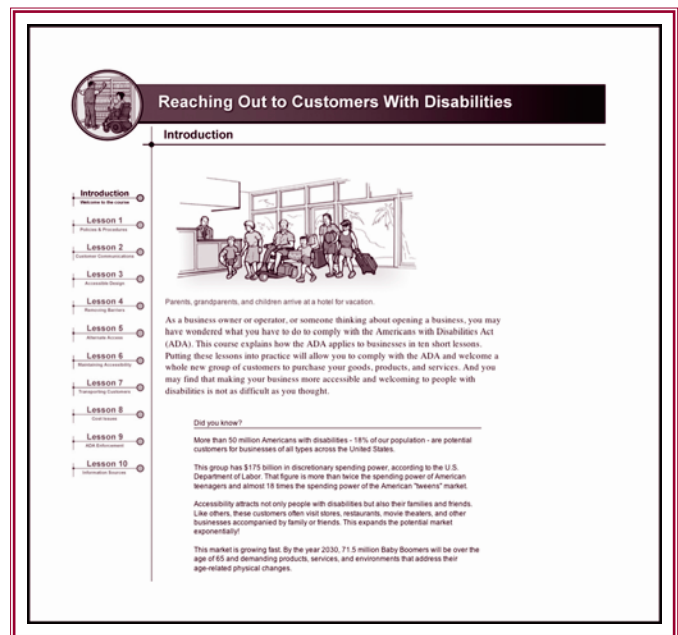 Reaching Out to Customers With Disabilities
Introduction
Introduction
Welcome to the course
Lesson 1
Policies & Procedures
Lesson 2
Customer Communications
Lesson 3
Accessible Design
Lesson 4
Removing Barriers
Lesson 5
Alternate Access
Lesson 6
Maintaining Accessibility
Lesson 7
Transporting Customers
Lesson 8
Cost Issues
Lesson 9
ADA Enforcement
Lesson 10
Information Sources
Parents, grandparents, and children arrive at a hotel for vacation.
As a business owner or operator, or someone thinking about opening a business, you may
have wondered what you have to do to comply with the Americans with Disabilities Act
(ADA). This course explains how the ADA applies to businesses in ten short lessons.
Putting these lessons into practice will allow you to comply with the ADA and welcome a
whole new group of customers to purchase your goods, products, and services. And you
may find that making your business more accessible and welcoming to people with
disabilities is not as difficult as you thought.
Did you know?
More than 50 million Americans with disabilities - 18% of our population - are potential
customers for businesses of all types across the United States.
This group has $175 billion in discretionary spending power, according to the U.S.
Department of Labor. That figure is more than twice the spending power of American
teenagers and almost 18 times the spending power of the American "tweens" market.
Accessibility attracts not only people with disabilities but also their families and friends.
Like others, these customers often visit stores, restaurants, movie theaters, and other
businesses accompanied by family or friends. This expands the potential market
exponentially!
This market is growing fast. By the year 2030, 71.5 million Baby Boomers will be over the
age of 65 and demanding products, services, and environments that address their
age-related physical changes.